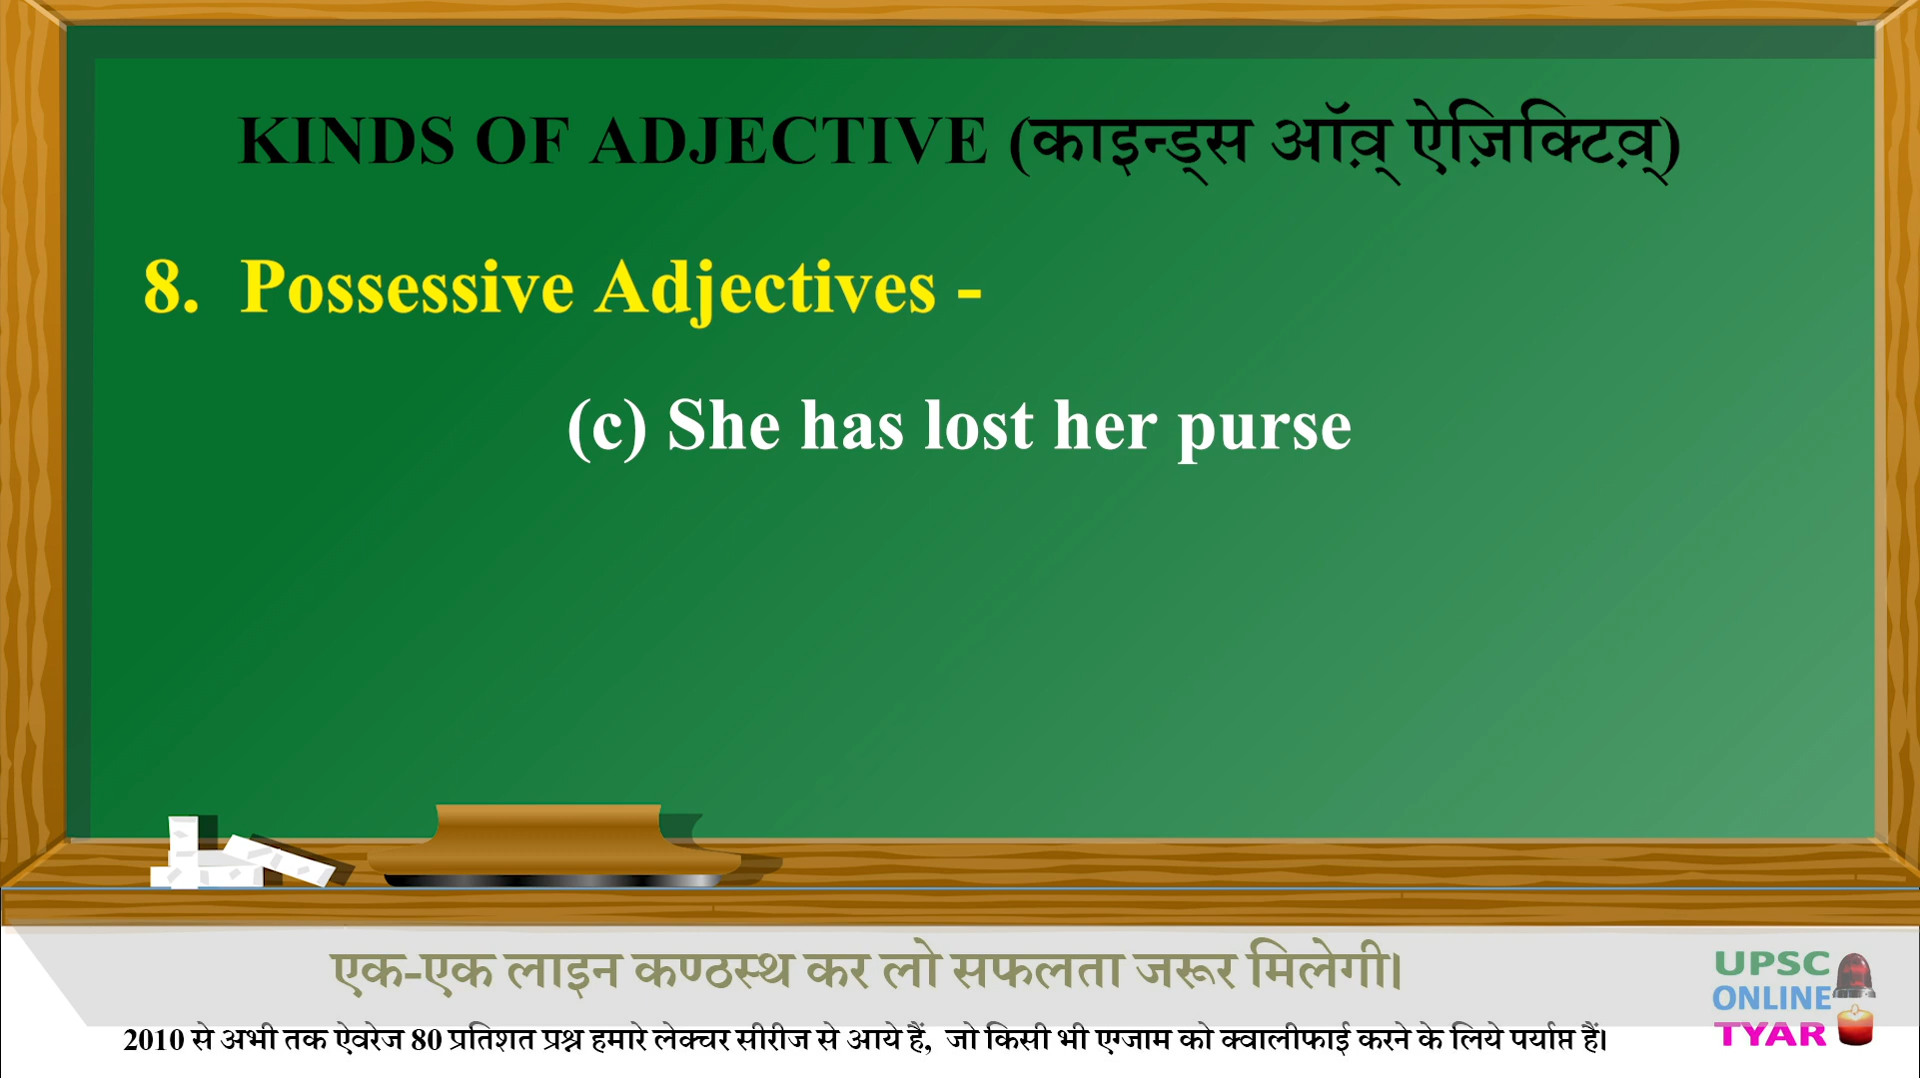 KINDS OF ADJECTIVE (काइन्ड्स ऑव़् ऐज़िक्टिव़्)
8. Possessive Adjectives -
(c) She has lost her purse
एक-एक लाइन कण्ठस्थ कर लो सफलता जरूर मिलेगी।
2010 से अभी तक ऐवरेज 80 प्रतिशत प्रश्न हमारे लेक्चर सीरीज से आये हैं, जो किसी भी एग्जाम को क्वालीफाई करने के लिये पर्याप्त हैं।
UPSC
ONLINE
TYAR